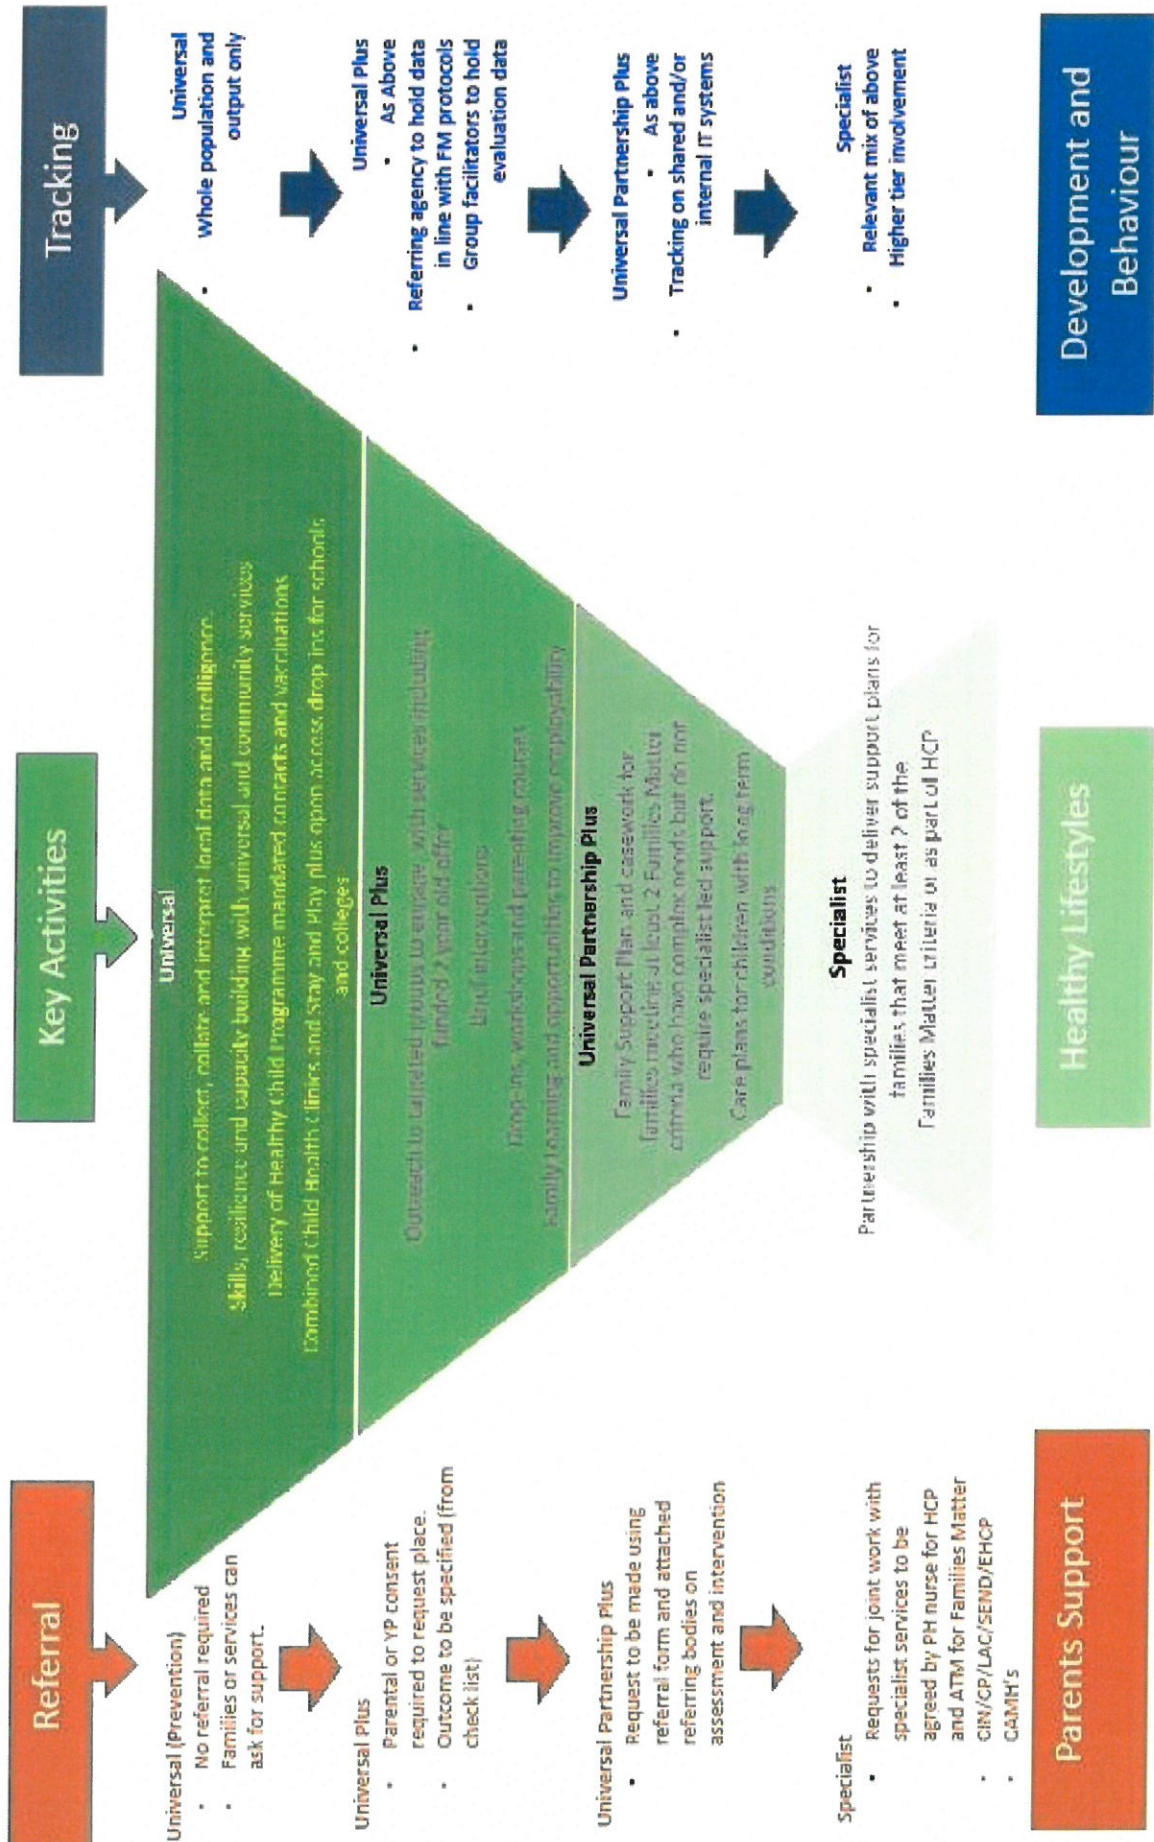 Referral
Universal (Prevention)
• No referral required
• Families or services can
ask for support.
Universal Plus
• Parental or YP consent
required to request place.
• Outcome to be specified (from
check list)
Universal Partnership Plus
• Request to be made using
referral form and attached
referring bodies on
assessment and intervention
Specialist
• Requests for joint work with
specialist services to be
agreed by PH nurse for HCP
and ATM for Families Matter
• CIN/CP/LAC/SEND/EHCP
• CAMH's
Parents Support
Key Activities
Universal
Support to collect, collate and interpret local data and intelligence.
Skills, resilience and capacity building with universal and community services
Delivery of Healthy Child Programme mandated contacts and vaccinations
Combined Child Health Clinics and Stay and Play plus open access drop ins for schools
and colleges
Universal Plus
Outreach to targeted groups to engage with services including
funded 2 year old offer
Brief interventions
Drop-ins, workshops and parenting courses
Family Learning and opportunities to improve employability
Universal Partnership Plus
Family Support Plan and casework for
families meeting at least 2 Families Matter
criteria who have complex needs but do not
require specialist led support.
Care plans for children with long term
conditions
Specialist
Partnership with specialist services to deliver support plans for
families that meet at least 2 of the
Families Matter criteria or as part of HCP
Healthy Lifestyles
Tracking
Universal
• Whole population and
output only
Universal Plus
• As Above
• Referring agency to hold data
in line with FM protocols
• Group facilitators to hold
evaluation data
Universal Partnership Plus
• As above
• Tracking on shared and/or
internal IT systems
Specialist
• Relevant mix of above
• Higher tier involvement
Development and
Behaviour